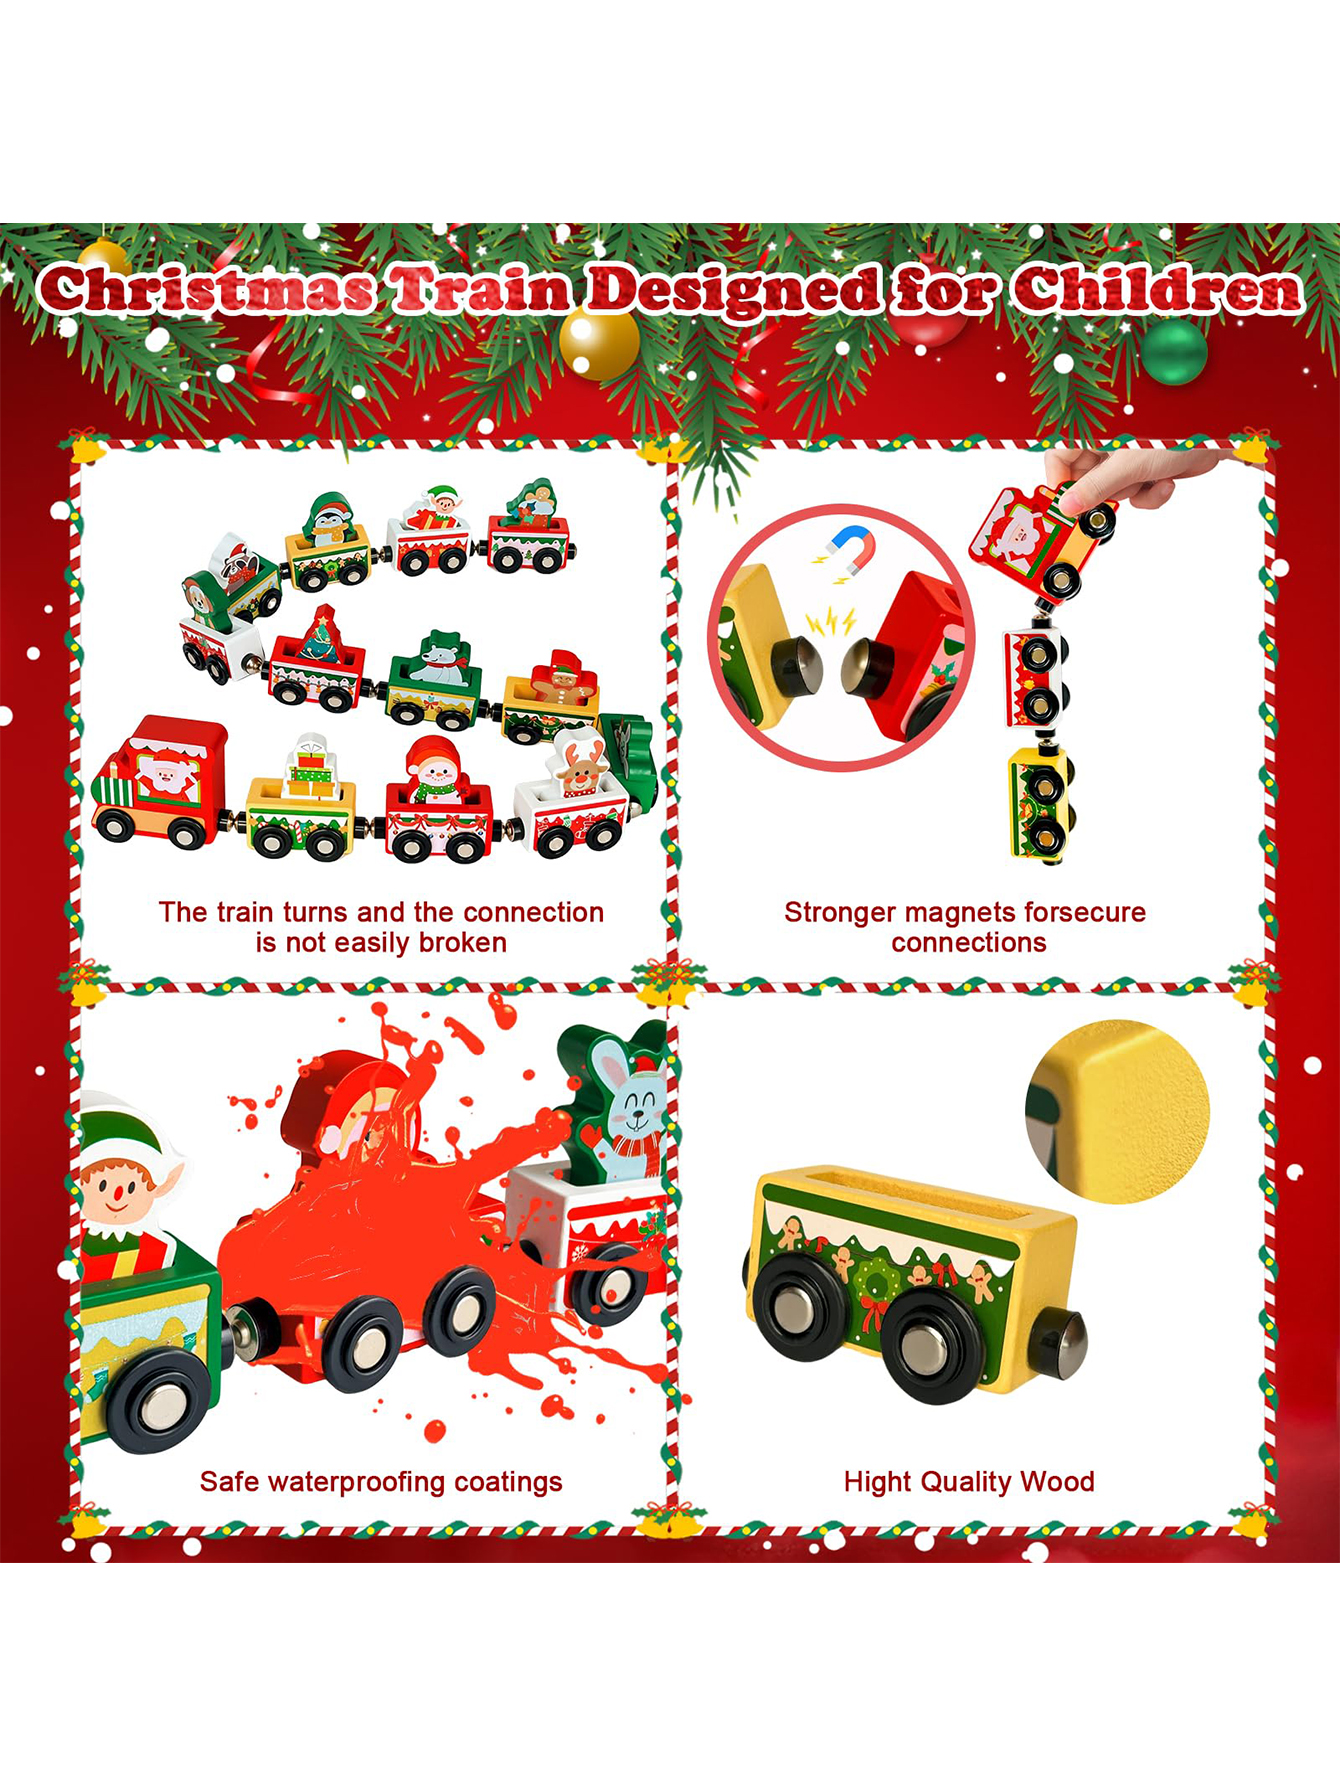 Christmas Train Designed for Children
The train turns and the connection
is not easily broken
Stronger magnets forsecure
connections
Safe waterproofing coatings
Hight Quality Wood